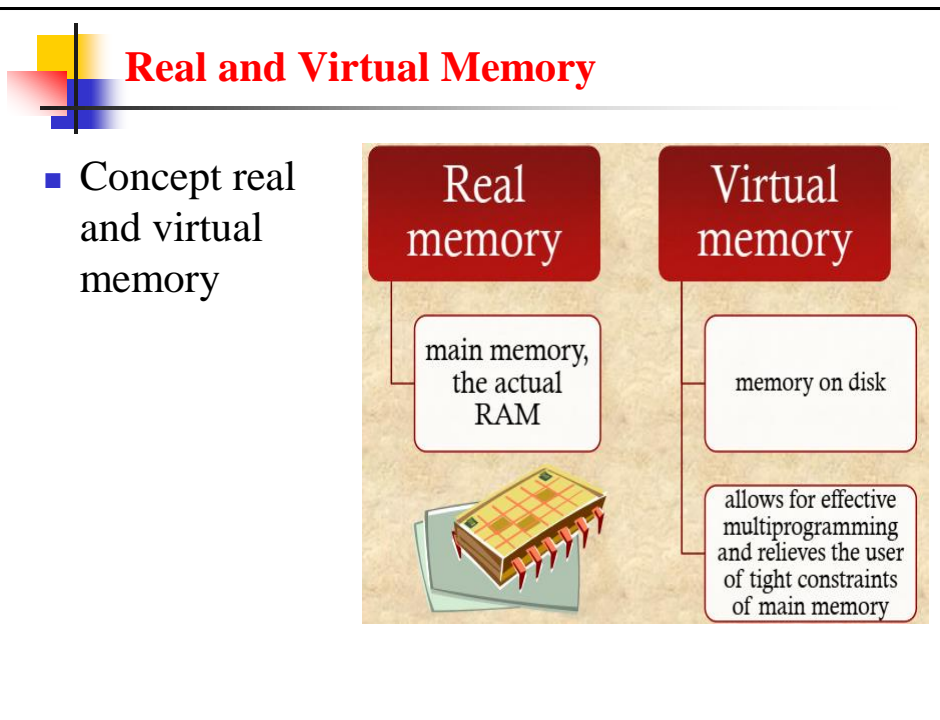 Real and Virtual Memory
Concept real
and virtual
memory
Real
memory
main memory,
the actual
RAM
Virtual
memory
memory on disk
allows for effective
multiprogramming
and relieves the user
of tight constraints
of main memory